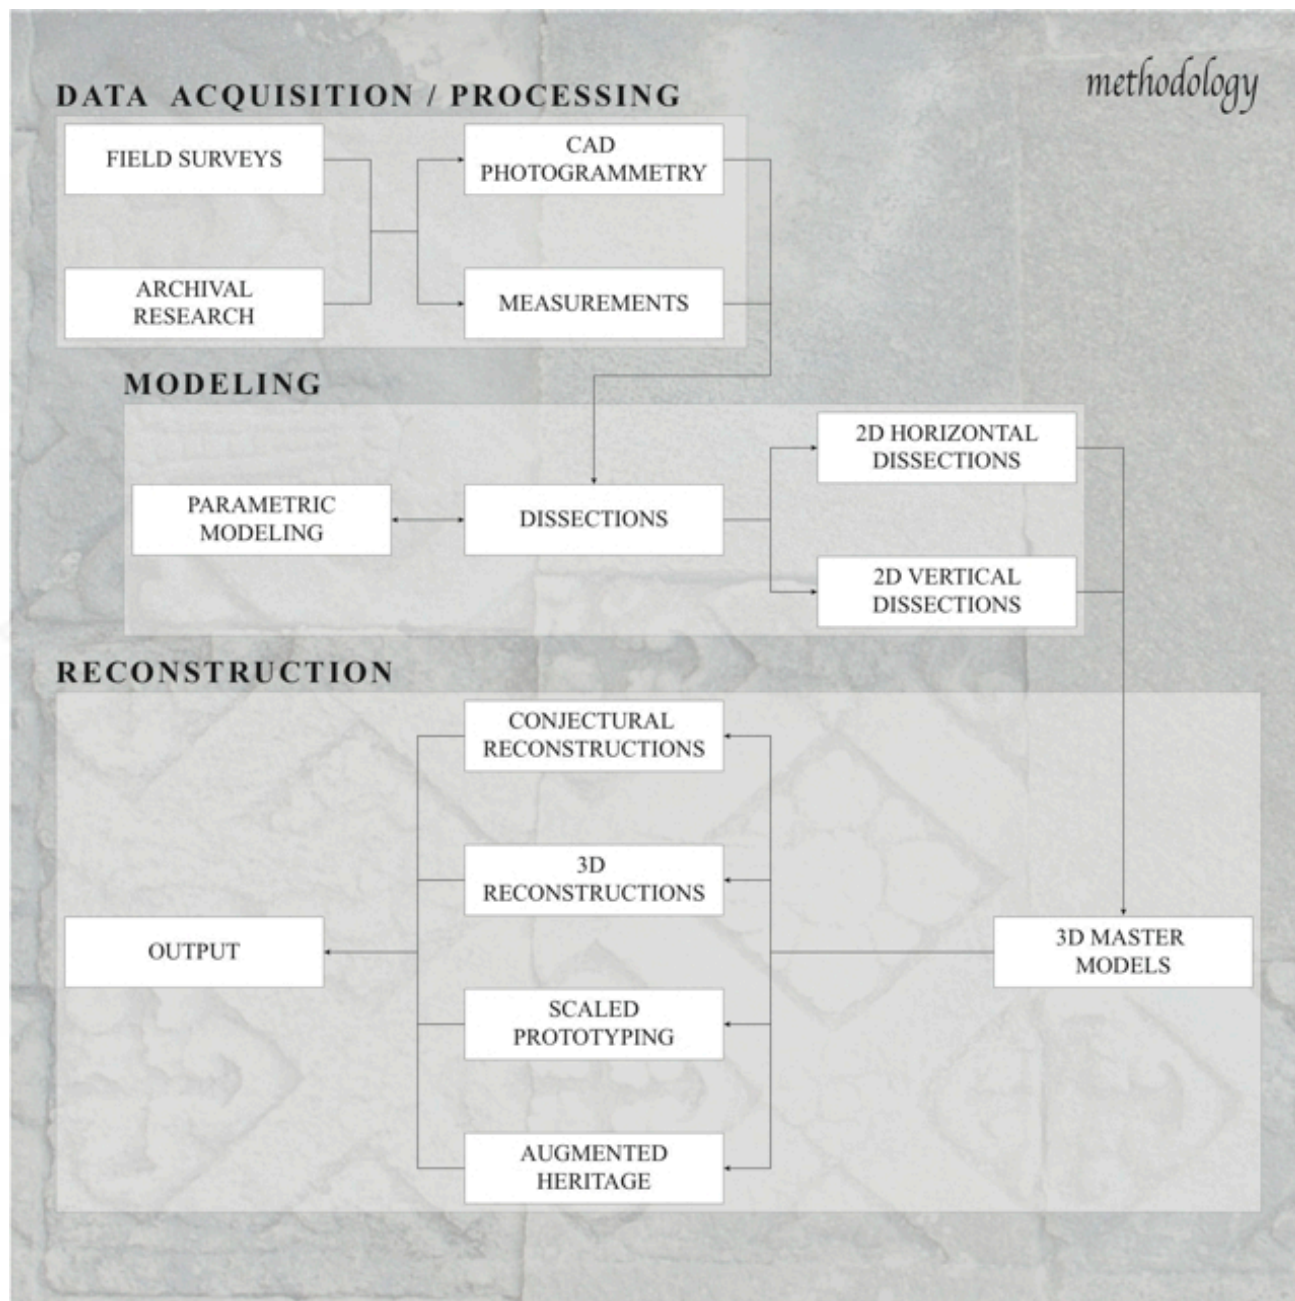 methodology
DATA ACQUISITION / PROCESSING
FIELD SURVEYS
CAD
PHOTOGRAMMETRY
ARCHIVAL
RESEARCH
MEASUREMENTS
MODELING
PARAMETRIC
MODELING
DISSECTIONS
2D HORIZONTAL
DISSECTIONS
2D VERTICAL
DISSECTIONS
RECONSTRUCTION
CONJECTURAL
RECONSTRUCTIONS
3D
RECONSTRUCTIONS
OUTPUT
3D MASTER
MODELS
SCALED
PROTOTYPING
AUGMENTED
HERITAGE